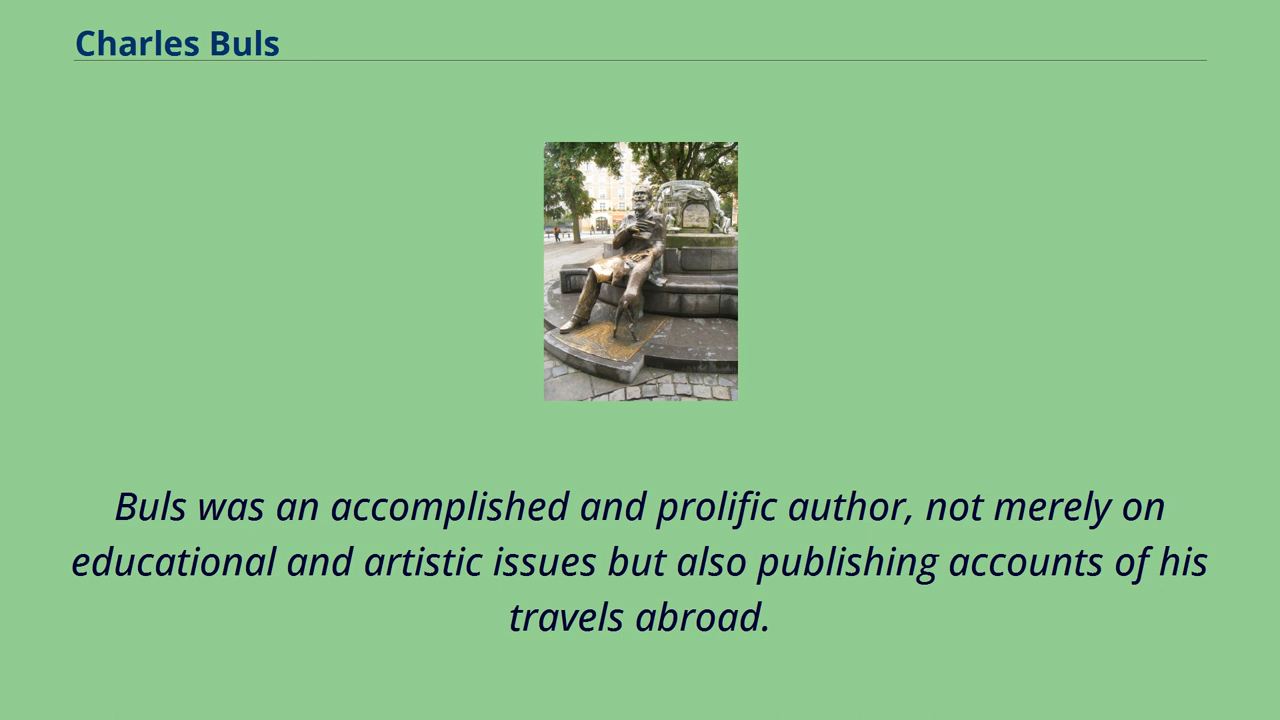 Charles Buls
Buls was an accomplished and prolific author, not merely on
educational and artistic issues but also publishing accounts of his
travels abroad.